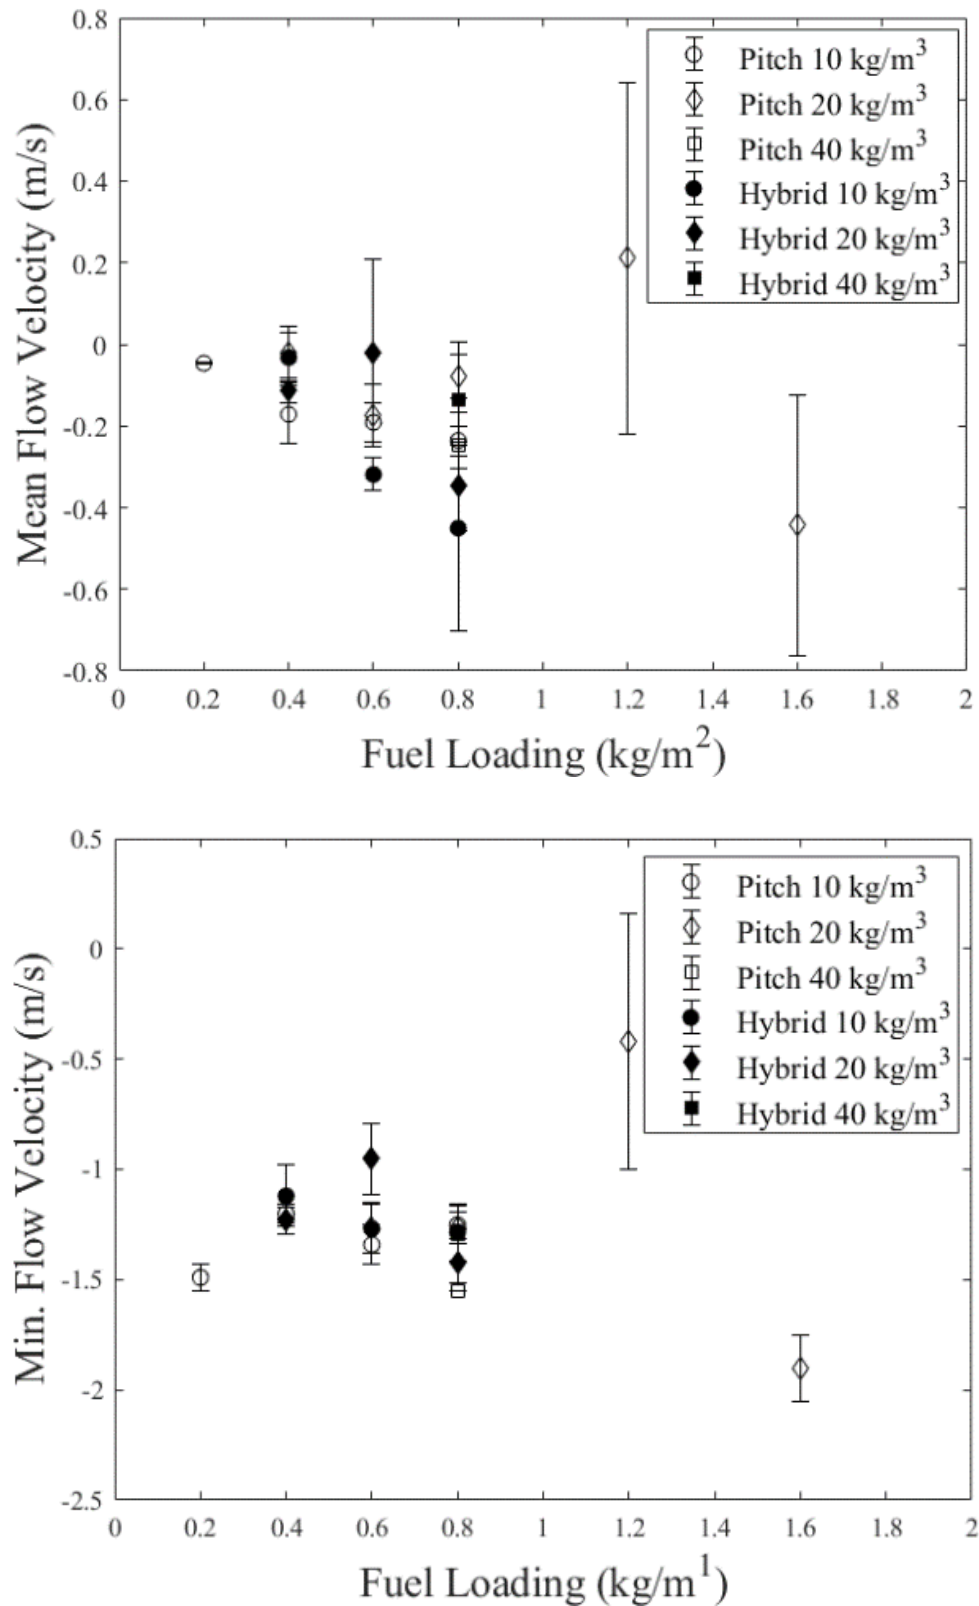 0.8
0.6
0.4
0.2
0
-0.2
-0.4
-0.6
-0.8
Mean Flow Velocity (m/s)
Pitch 10 kg/m³
Pitch 20 kg/m³
Pitch 40 kg/m³
Hybrid 10 kg/m³
Hybrid 20 kg/m³
Hybrid 40 kg/m³
0 0.2 0.4 0.6 0.8 1 1.2 1.4 1.6 1.8 2
Fuel Loading (kg/m²)
0.5
0
-0.5
-1
-1.5
-2
-2.5
Min. Flow Velocity (m/s)
Pitch 10 kg/m³
Pitch 20 kg/m³
Pitch 40 kg/m³
Hybrid 10 kg/m³
Hybrid 20 kg/m³
Hybrid 40 kg/m³
0 0.2 0.4 0.6 0.8 1 1.2 1.4 1.6 1.8 2
Fuel Loading (kg/m¹)